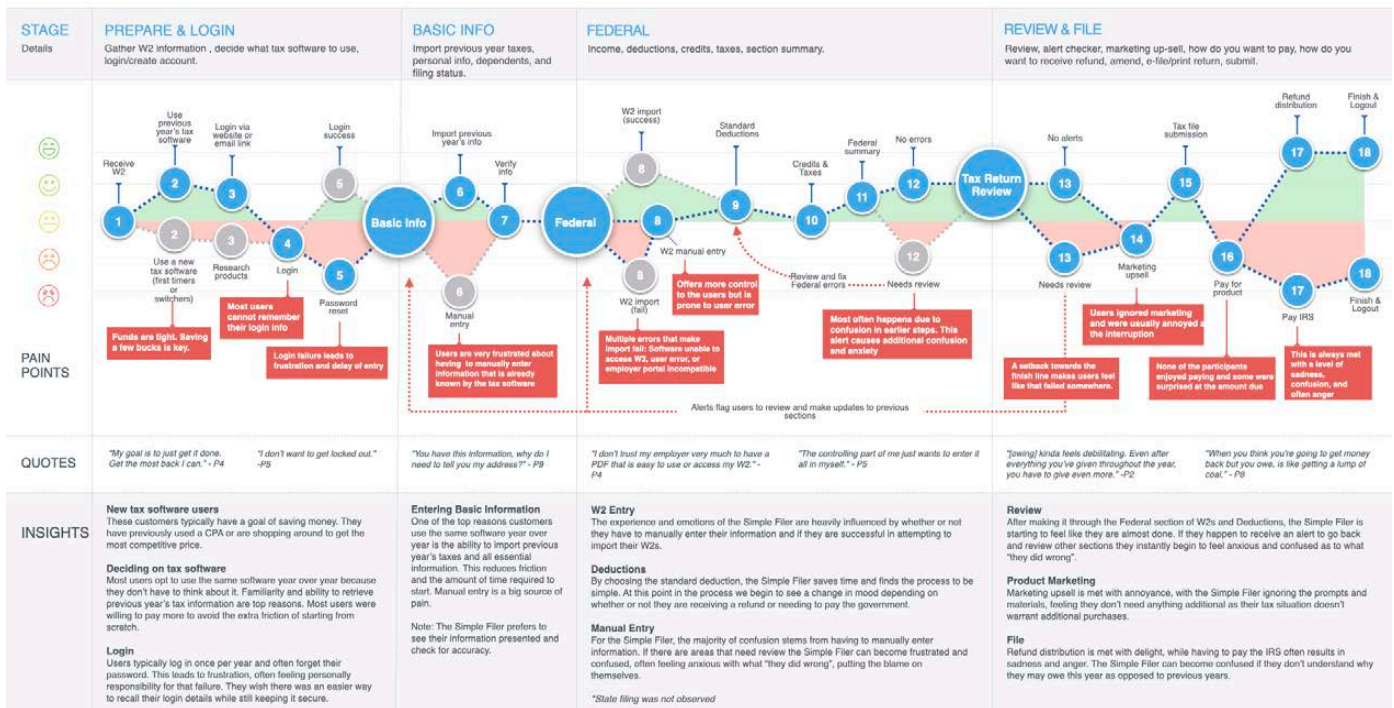 STAGE
Details
PREPARE & LOGIN
Gather W2 information , decide what tax software to use,
login/create account.
BASIC INFO
Import previous year taxes,
personal info, dependents, and
filing status.
FEDERAL
Income, deductions, credits, taxes, section summary.
REVIEW & FILE
Review, alert checker, marketing up-sell, how do you want to pay, how do you
want to receive refund, amend, e-file/print return, submit.
Receive
W2
1
Use
previous
year's tax
software
2
2
Use a new
tax software
(first timers
or
switchers)
Login via
website or
email link
3
3
Research
products
4
Login
Login
success
5
5
Password
reset
Basic Info
Import previous
year's info
6
6
Manual
entry
Verify
info
7
Federal
W2 import
(success)
8
8
W2 manual entry
8
W2 import
(fail)
Standard
Deductions
9
Credits &
Taxes
10
Federal
summary
11
No errors
12
12
Needs review
Review and fix
Federal errors
Tax Return
Review
No alerts
13
13
Needs review
14
Marketing
upsell
Tax file
submission
15
16
Pay for
product
Refund
distribution
17
17
Pay IRS
Finish &
Logout
18
18
Finish &
Logout
PAIN
POINTS
Funds are tight. Saving
a few bucks is key.
Most users
cannot remember
their login info
Login failure leads to
frustration and delay of entry
Users are very frustrated about
having to manually enter
information that is already
known by the tax software
Multiple errors that make
import fail: Software unable to
access W2, user error, or
employer portal incompatible
Offers more control
to the users but is
prone to user error
Most often happens due to
confusion in earlier steps. This
alert causes additional confusion
and anxiety
A setback towards the
finish line makes users feel
like that failed somewhere.
Users ignored marketing
and were usually annoyed a
the interruption
None of the participants
enjoyed paying and some were
surprised at the amount due
This is always met
with a level of
sadness,
confusion, and
often anger
Alerts flag users to review and make updates to previous
sections
QUOTES
"My goal is to just get it done.
Get the most back I can." - P4
"I don't want to get locked out."
-P5
"You have this information, why do I
need to tell you my address?" - P9
"I don't trust my employer very much to have a
PDF that is easy to use or access my W2." -
P4
"The controlling part of me just wants to enter it
all in myself." - P5
"[owing] kinda feels debilitating. Even after
everything you've given throughout the year,
you have to give even more." -P2
"When you think you're going to get money
back but you owe, is like getting a lump of
coal." - P8
INSIGHTS
New tax software users
These customers typically have a goal of saving money. They
have previously used a CPA or are shopping around to get the
most competitive price.
Deciding on tax software
Most users opt to use the same software year over year because
they don't have to think about it. Familiarity and ability to retrieve
previous year's tax information are top reasons. Most users were
willing to pay more to avoid the extra friction of starting from
scratch.
Login
Users typically log in once per year and often forget their
password. This leads to frustration, often feeling personally
responsibility for that failure. They wish there was an easier way
to recall their login details while still keeping it secure.
Entering Basic Information
One of the top reasons customers
use the same software year over
year is the ability to import previous
year's taxes and all essential
information. This reduces friction
and the amount of time required to
start. Manual entry is a big source of
pain.
Note: The Simple Filer prefers to
see their information presented and
check for accuracy.
W2 Entry
The experience and emotions of the Simple Filer are heavily influenced by whether or not
they have to manually enter their information and if they are successful in attempting to
import their W2s.
Deductions
By choosing the standard deduction, the Simple Filer saves time and finds the process to be
simple. At this point in the process we begin to see a change in mood depending on
whether or not they are receiving a refund or needing to pay the government.
Manual Entry
For the Simple Filer, the majority of confusion stems from having to manually enter
information. If there are areas that need review the Simple Filer can become frustrated and
confused, often feeling anxious with what "they did wrong", putting the blame on
themselves.
*State filing was not observed
Review
After making it through the Federal section of W2s and Deductions, the Simple Filer is
starting to feel like they are almost done. If they happen to receive an alert to go back
and review other sections they instantly begin to feel anxious and confused as to what
"they did wrong".
Product Marketing
Marketing upsell is met with annoyance, with the Simple Filer ignoring the prompts and
materials, feeling they don't need anything additional as their tax situation doesn't
warrant additional purchases.
File
Refund distribution is met with delight, while having to pay the IRS often results in
sadness and anger. The Simple Filer can become confused if they don't understand why
they may owe this year as opposed to previous years.